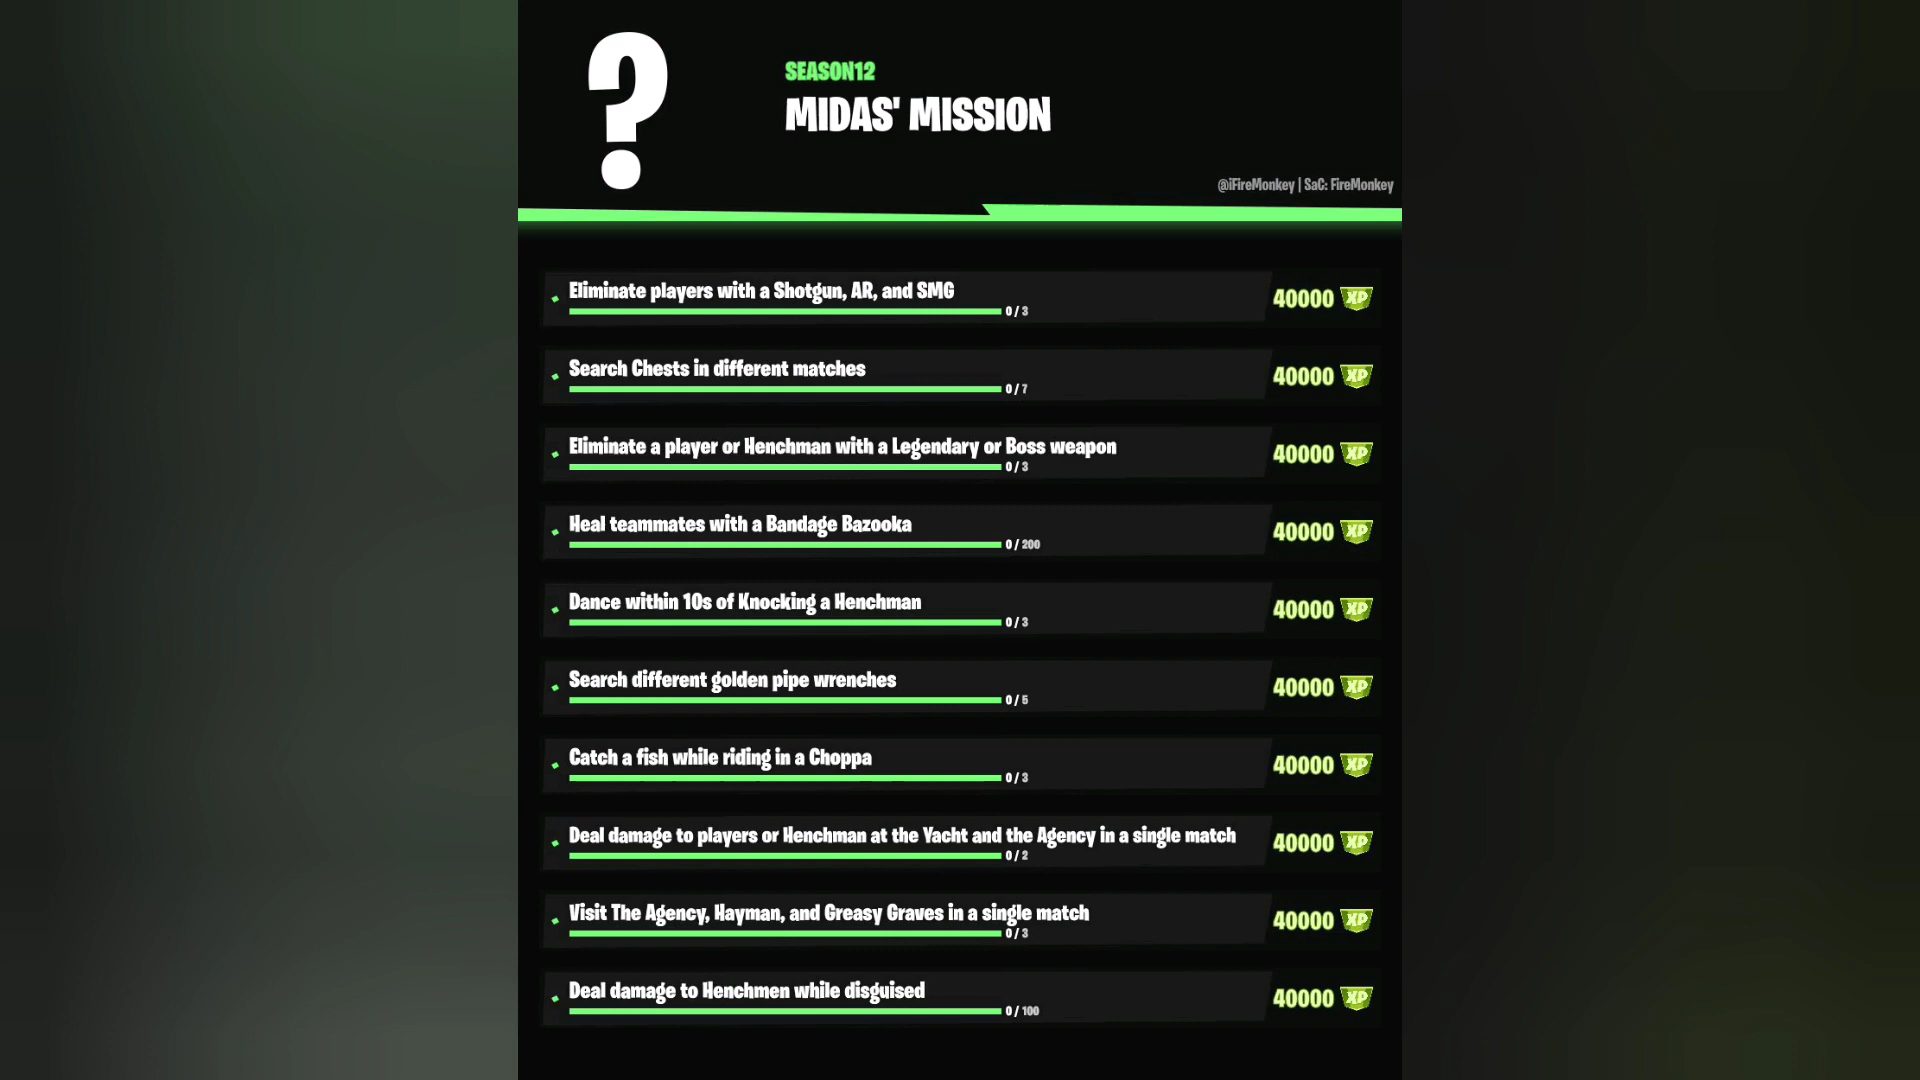 ?
SEASON12
MIDAS' MISSION
@iFireMonkey | SaC: FireMonkey
Eliminate players with a Shotgun, AR, and SMG
0 / 3
40000 XP
Search Chests in different matches
0 / 7
40000 XP
Eliminate a player or Henchman with a Legendary or Boss weapon
0 / 3
40000 XP
Heal teammates with a Bandage Bazooka
0 / 200
40000 XP
Dance within 10s of Knocking a Henchman
0 / 3
40000 XP
Search different golden pipe wrenches
0 / 5
40000 XP
Catch a fish while riding in a Choppa
0 / 3
40000 XP
Deal damage to players or Henchman at the Yacht and the Agency in a single match
0 / 2
40000 XP
Visit The Agency, Hayman, and Greasy Graves in a single match
0 / 3
40000 XP
Deal damage to Henchmen while disguised
0 / 100
40000 XP